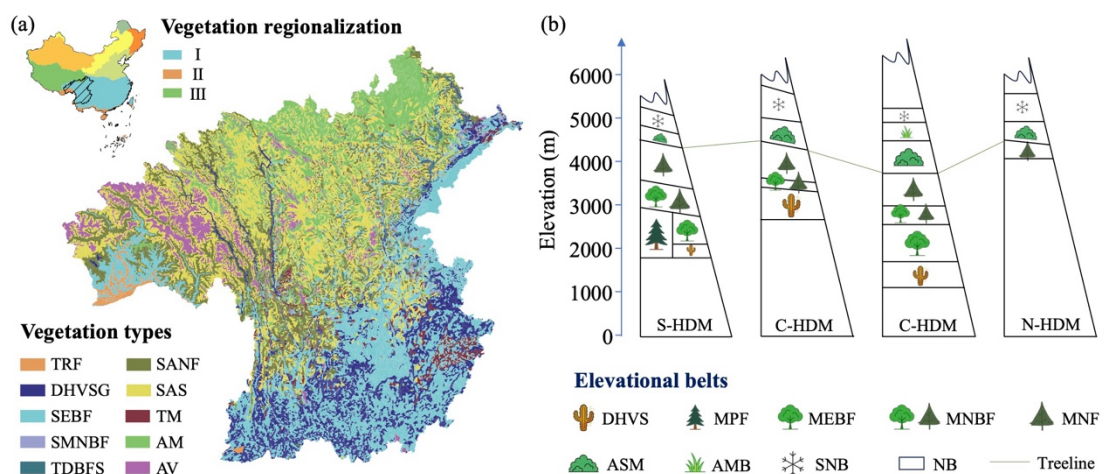 (a)
Vegetation regionalization
I
II
III
Vegetation types
TRF
SANF
DHVSG
SAS
SEBF
TM
SMNBF
AM
TDBFS
AV
(b)
Elevation (m)
6000
5000
4000
3000
2000
1000
0
S-HDM
C-HDM
C-HDM
N-HDM
Elevational belts
DHVS
MPF
MEBF
MNBF
MNF
ASM
AMB
SNB
NB
Treeline